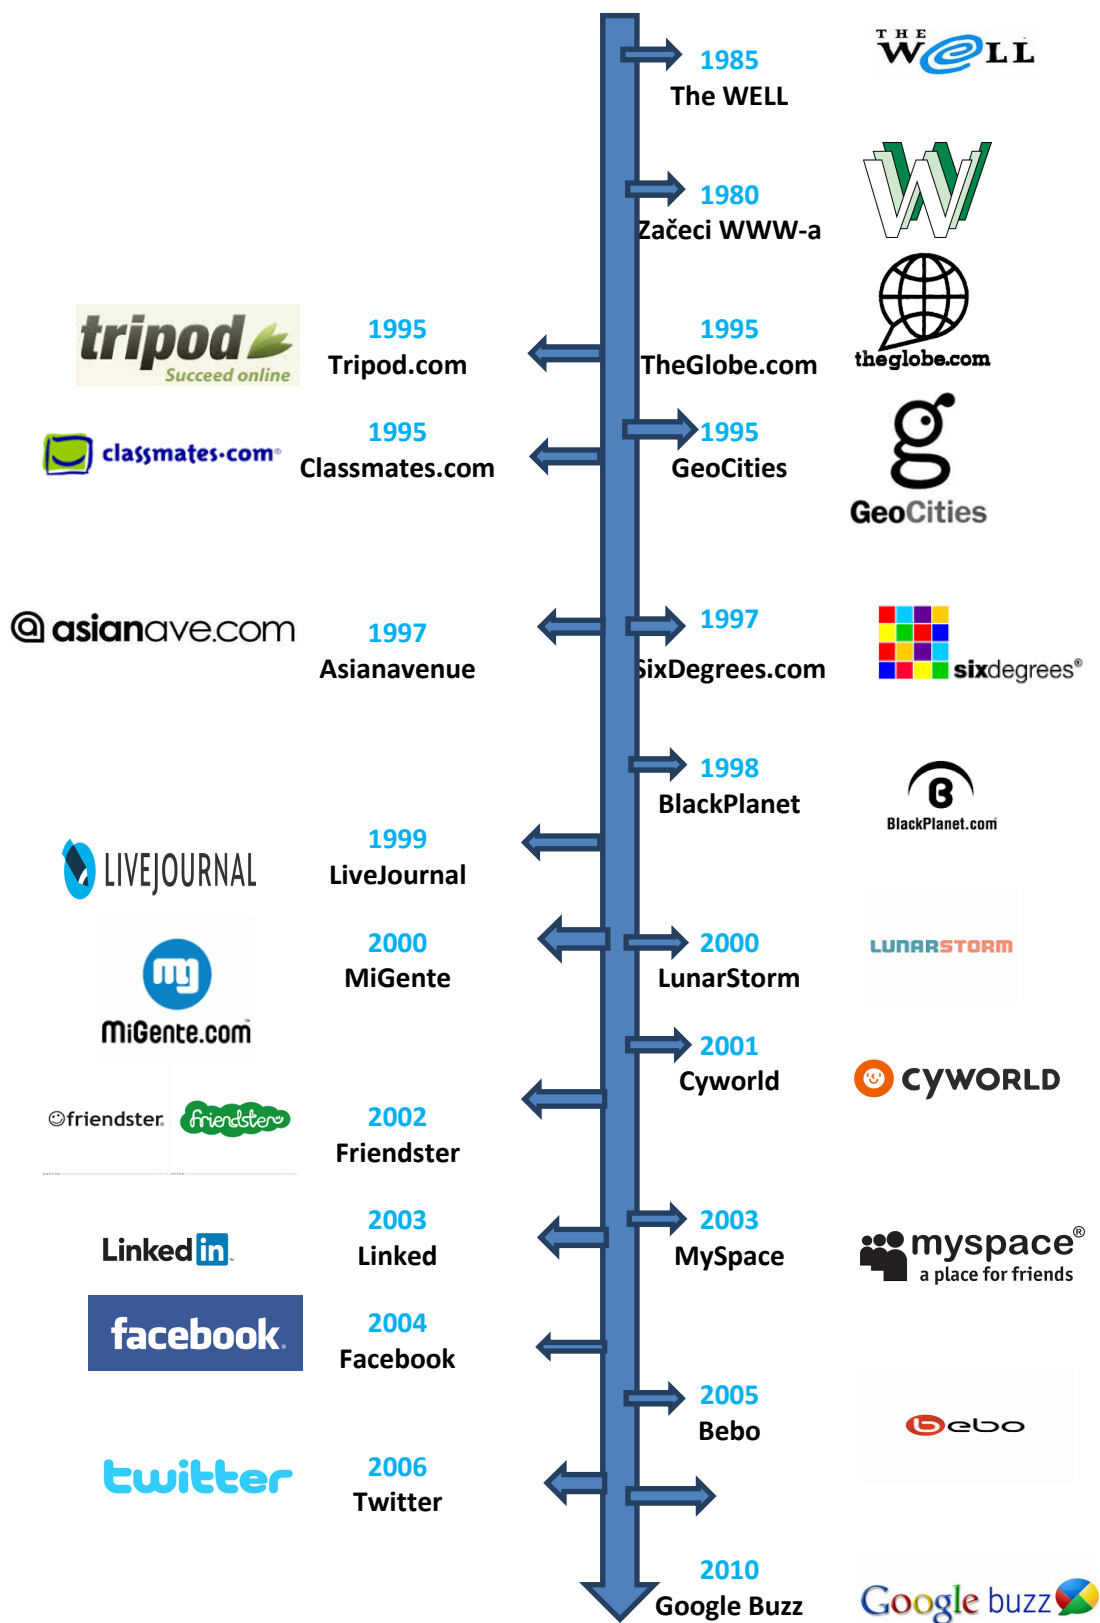 THE
WELL
1985
The WELL
WWW
1980
Začeci WWW-a
tripod
Succeed online
1995
Tripod.com
1995
TheGlobe.com
theglobe.com
classmates.com®
1995
Classmates.com
1995
GeoCities
g
GeoCities
@asianave.com
1997
Asianavenue
1997
SixDegrees.com
sixdegrees®
1998
BlackPlanet
B
BlackPlanet.com
1999
LiveJournal
LIVEJOURNAL
2000
MiGente
my
MiGente.com
2000
LunarStorm
LUNARSTORM
2001
Cyworld
CYWORLD
friendster.
friendster
2002
Friendster
Linked in
2003
Linked
2003
MySpace
myspace®
a place for friends
facebook.
2004
Facebook
2005
Bebo
bebo
twitter
2006
Twitter
2010
Google Buzz
Google buzz